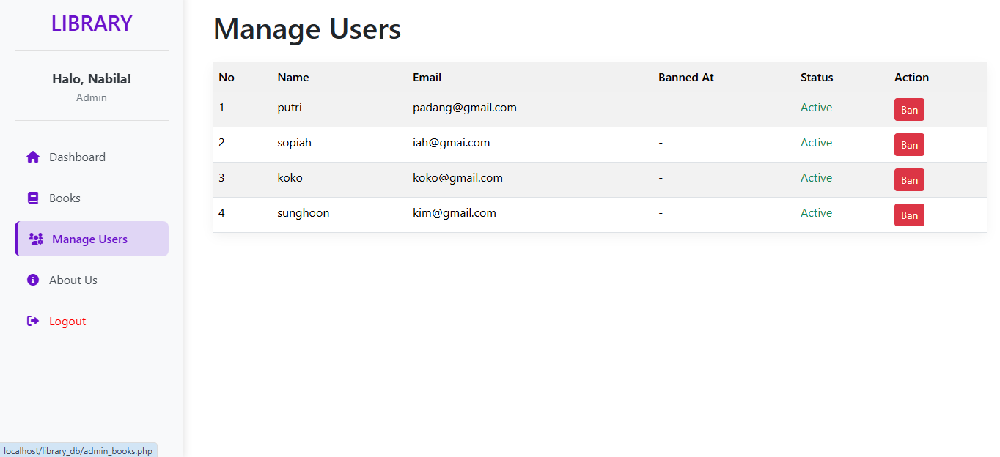 LIBRARY
Halo, Nabila!
Admin
Dashboard
Books
Manage Users
About Us
Logout
Manage Users
No Name Email Banned At Status Action
1 putri padang@gmail.com - Active Ban
2 sopiah iah@gmai.com - Active Ban
3 koko koko@gmail.com - Active Ban
4 sunghoon kim@gmail.com - Active Ban
localhost/library_db/admin_books.php